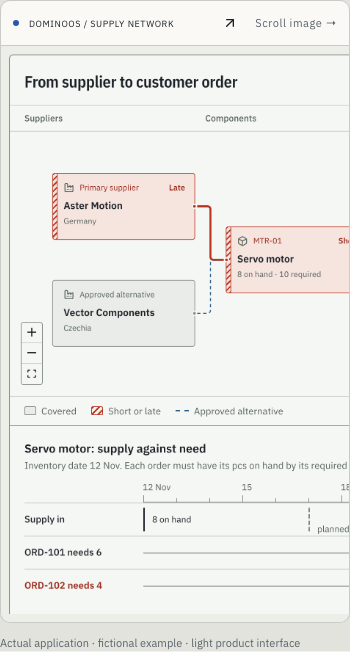 DOMINOOS / SUPPLY NETWORK
Scroll image →
From supplier to customer order
Suppliers
Components
Primary supplier
Late
Aster Motion
Germany
MTR-01
Servo motor
8 on hand · 10 required
Approved alternative
Vector Components
Czechia
Covered
Short or late
Approved alternative
Servo motor: supply against need
Inventory date 12 Nov. Each order must have its pcs on hand by its required
12 Nov
15
18
Supply in
8 on hand
planned
ORD-101 needs 6
ORD-102 needs 4
Actual application · fictional example · light product interface